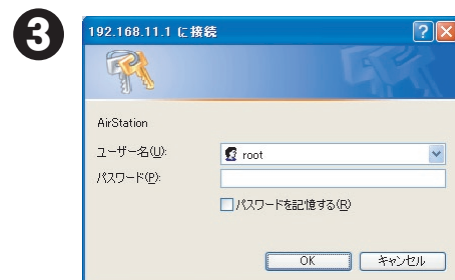 3
192.168.11.1 に接続
AirStation
ユーザー名(U):
root
パスワード(P):
パスワードを記憶する(R)
OK
キャンセル